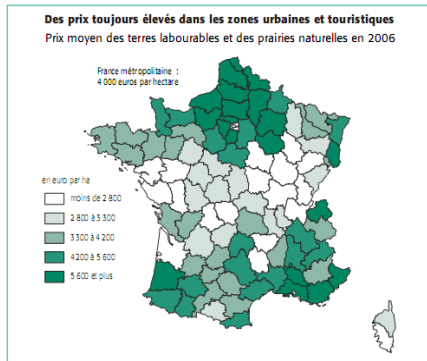 Des prix toujours élevés dans les zones urbaines et touristiques
Prix moyen des terres labourables et des prairies naturelles en 2006
France métropolitaine :
4 000 euros par hectare
en euro par ha
moins de 2 800
2 800 à 3 300
3 300 à 4 200
4 200 à 5 600
5 600 et plus